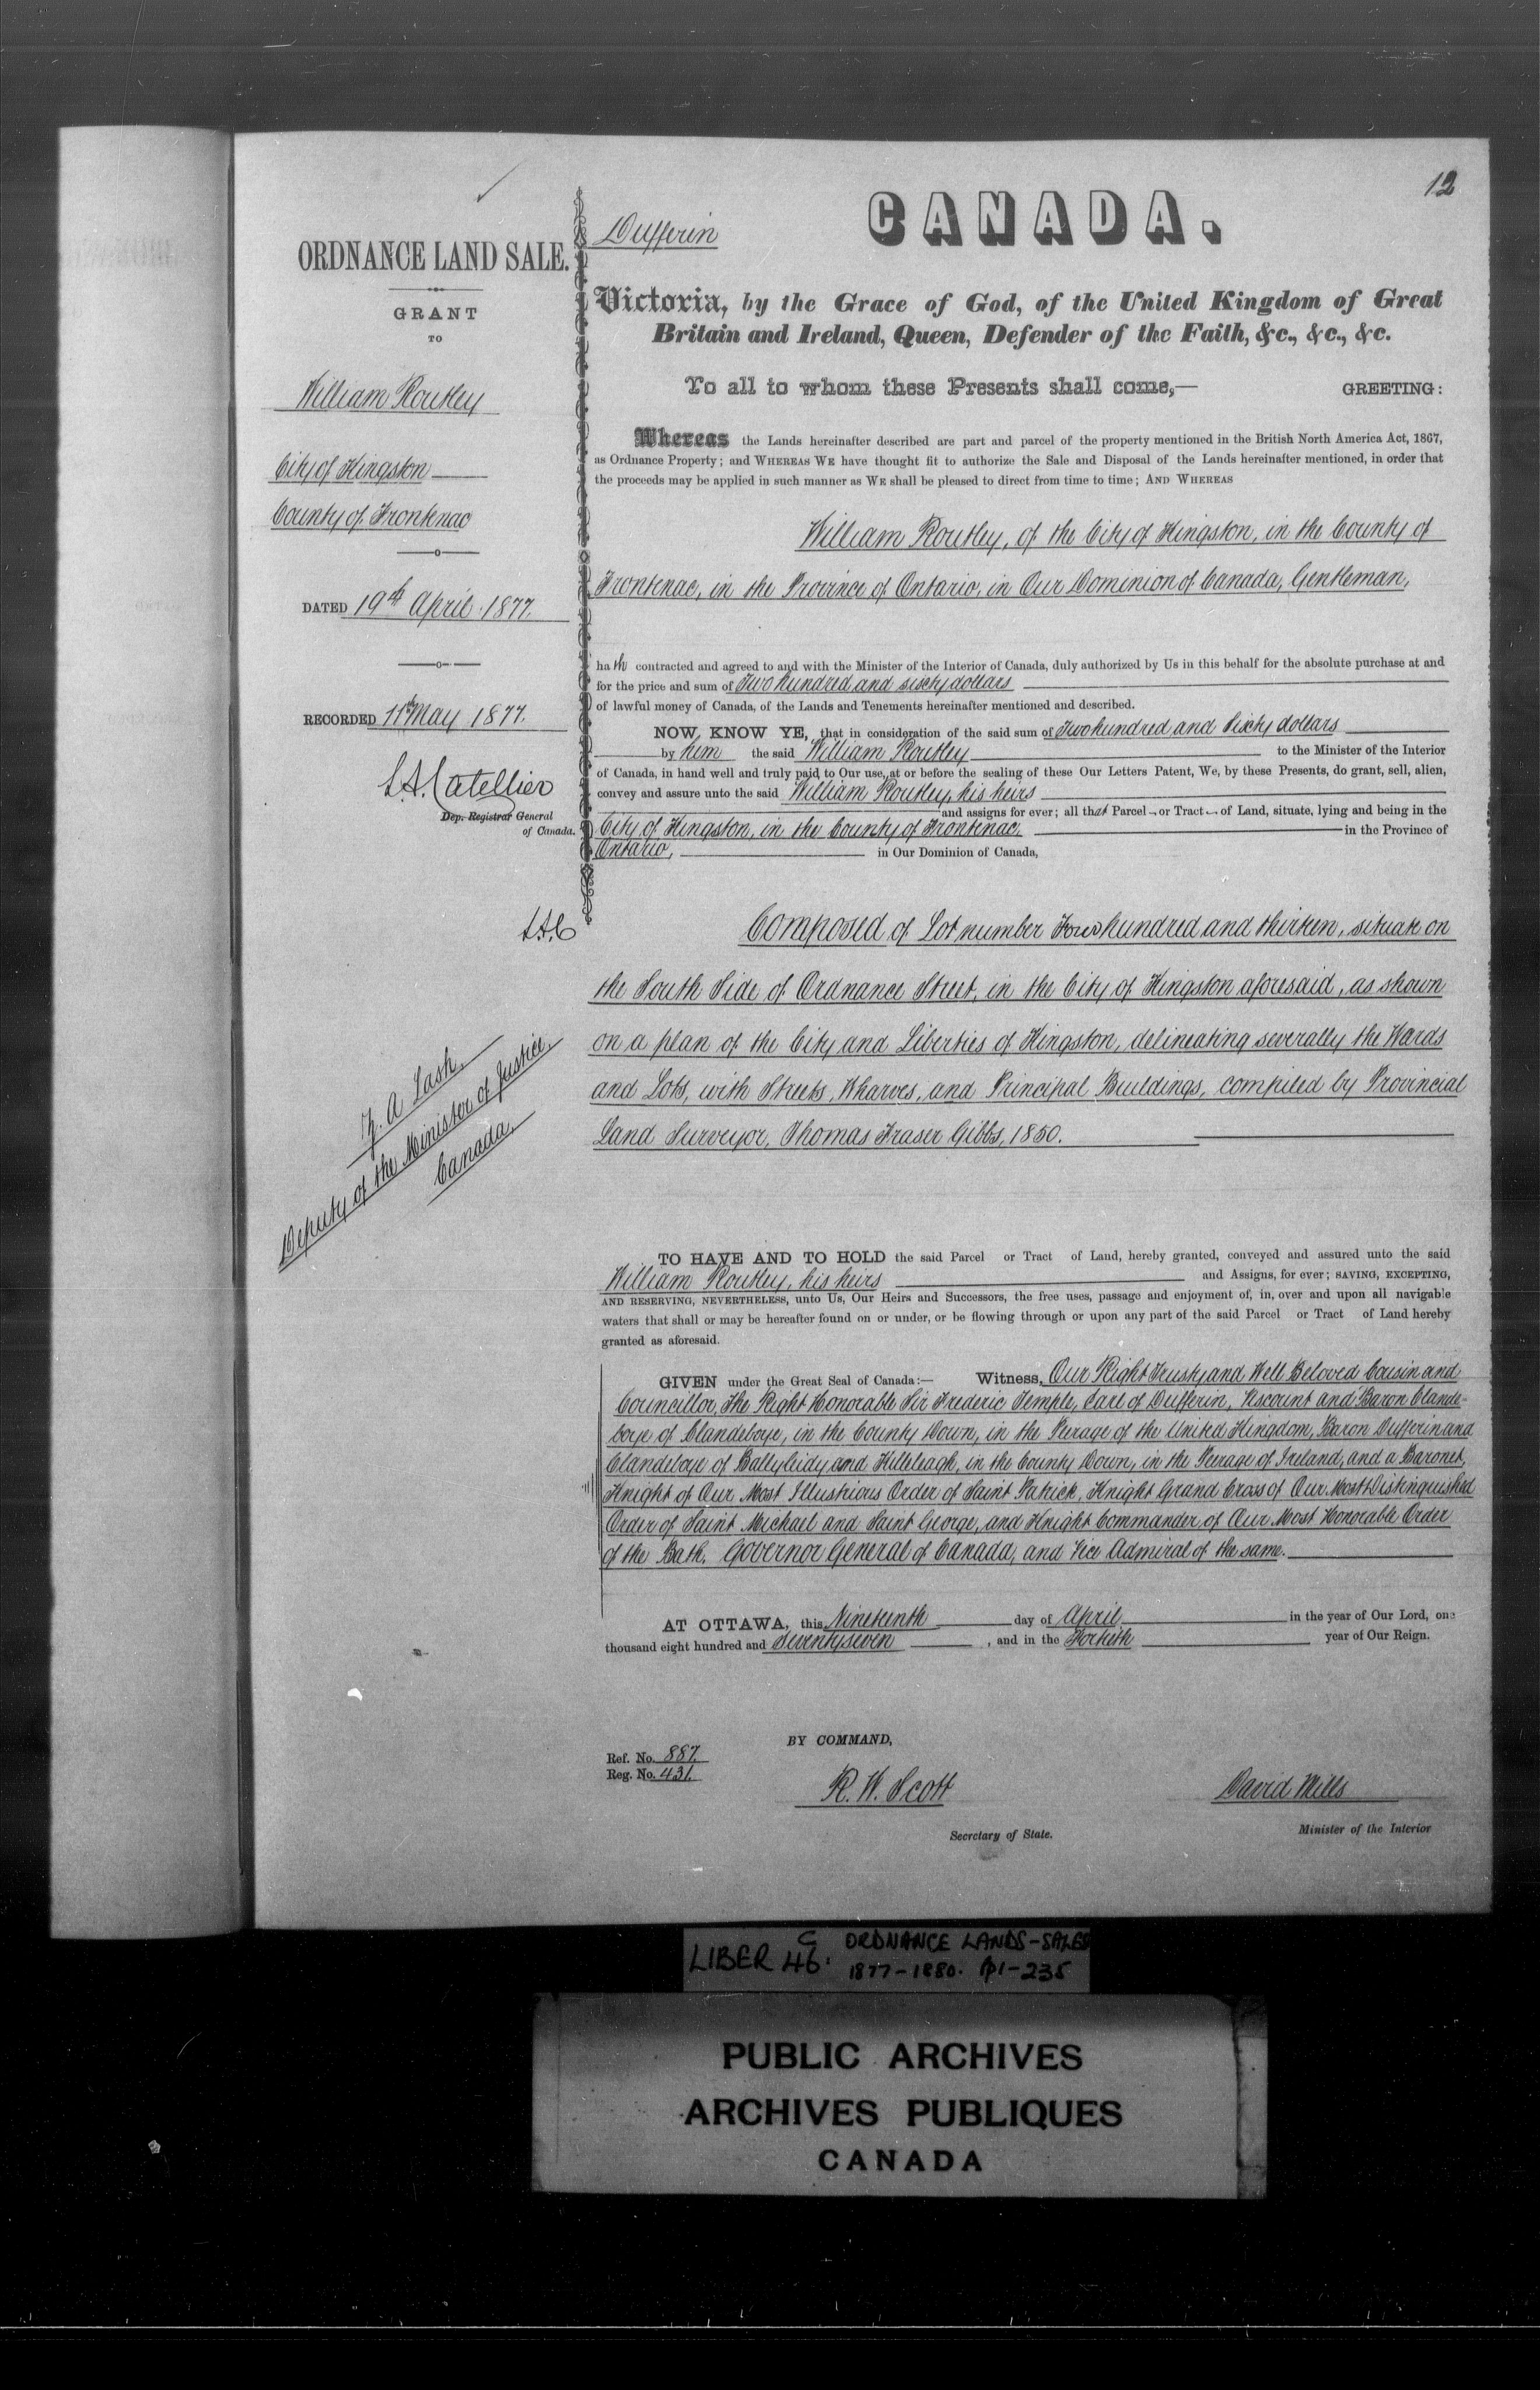 12
ORDNANCE LAND SALE.
GRANT
TO
William Routley
City of Kingston
County of Frontenac
DATED 19th April 1877.
RECORDED 11th May 1877.
L.A. Catellier
Dep. Registrar General
of Canada.
L.A.C
Z. A. Lash
Deputy of the Minister of Justice,
Canada.
Dufferin
CANADA.
Victoria, by the Grace of God, of the United Kingdom of Great
Britain and Ireland, Queen, Defender of the Faith, &c., &c., &c.
To all to whom these Presents shall come,— GREETING:
Whereas the Lands hereinafter described are part and parcel of the property mentioned in the British North America Act, 1867,
as Ordnance Property; and WHEREAS WE have thought fit to authorize the Sale and Disposal of the Lands hereinafter mentioned, in order that
the proceeds may be applied in such manner as WE shall be pleased to direct from time to time; AND WHEREAS
William Routley, of the City of Kingston, in the County of
Frontenac, in the Province of Ontario, in Our Dominion of Canada, Gentleman,
hath contracted and agreed to and with the Minister of the Interior of Canada, duly authorized by Us in this behalf for the absolute purchase at and
for the price and sum of Two hundred and sixty dollars
of lawful money of Canada, of the Lands and Tenements hereinafter mentioned and described.
NOW KNOW YE, that in consideration of the said sum of Two hundred and Sixty dollars
by him the said William Routley to the Minister of the Interior
of Canada, in hand well and truly paid to Our use, at or before the sealing of these Our Letters Patent, We, by these Presents, do grant, sell, alien,
convey and assure unto the said William Routley, his heirs
and assigns for ever; all that Parcel - or Tract - of Land, situate, lying and being in the
City of Kingston, in the County of Frontenac, in the Province of
Ontario, in Our Dominion of Canada,
Composed of Lot number Four hundred and thirteen, situate on
the South Side of Ordnance Street, in the City of Kingston aforesaid, as shown
on a plan of the City and Liberties of Kingston, delineating severally the Wards
and Lots, with Streets, Wharves, and Principal Buildings, compiled by Provincial
Land Surveyor, Thomas Fraser Gibbs, 1850.
TO HAVE AND TO HOLD the said Parcel or Tract of Land, hereby granted, conveyed and assured unto the said
William Routley, his heirs and Assigns, for ever; SAVING, EXCEPTING,
AND RESERVING, NEVERTHELESS, unto Us, Our Heirs and Successors, the free uses, passage and enjoyment of, in, over and upon all navigable
waters that shall or may be hereafter found on or under, or be flowing through or upon any part of the said Parcel or Tract of Land hereby
granted as aforesaid.
GIVEN under the Great Seal of Canada:— Witness, Our Right Trusty and Well Beloved Cousin and
Councillor, The Right Honorable Sir Frederic Temple, Earl of Dufferin, Viscount and Baron Clande-
boye of Clandeboye, in the County Down, in the Peerage of the United Kingdom, Baron Dufferin and
Clandeboye of Ballyleidy and Killeleagh, in the County Down, in the Peerage of Ireland, and a Baronet,
Knight of Our Most Illustrious Order of Saint Patrick, Knight Grand Cross of Our Most Distinguished
Order of Saint Michael and Saint George, and Knight Commander of Our Most Honorable Order
of the Bath, Governor General of Canada, and Vice Admiral of the same.
AT OTTAWA, this Nineteenth day of April in the year of Our Lord, one
thousand eight hundred and Seventy seven, and in the Fortieth year of Our Reign.
BY COMMAND,
Ref. No. 887.
Reg. No. 431.
R. W. Scott
Secretary of State.
David Mills
Minister of the Interior
LIBER 46. C ORDNANCE LANDS-SALES
1877-1880. p1-235
PUBLIC ARCHIVES
ARCHIVES PUBLIQUES
CANADA